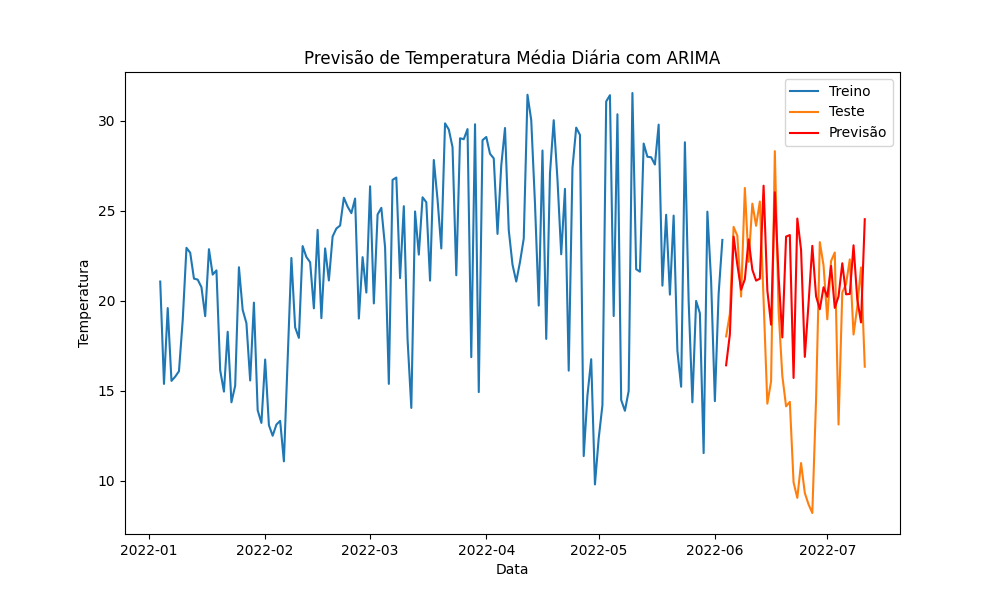 Previsão de Temperatura Média Diária com ARIMA
Treino
Teste
Previsão
Temperatura
30
25
20
15
10
2022-01 2022-02 2022-03 2022-04 2022-05 2022-06 2022-07
Data